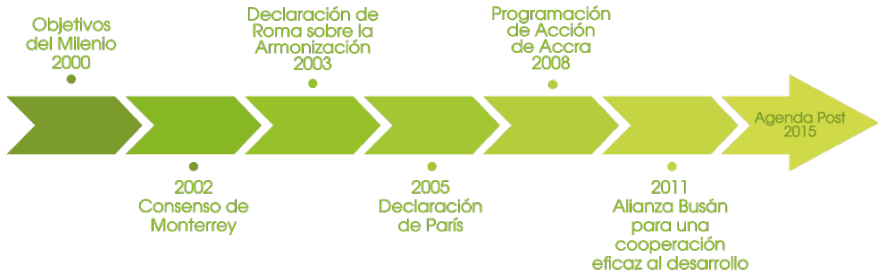 Objetivos
del Milenio
2000
2002
Consenso de
Monterrey
Declaración de
Roma sobre la
Armonización
2003
2005
Declaración
de París
Programación
de Acción
de Accra
2008
2011
Alianza Busán
para una
cooperación
eficaz al desarrollo
Agenda Post
2015